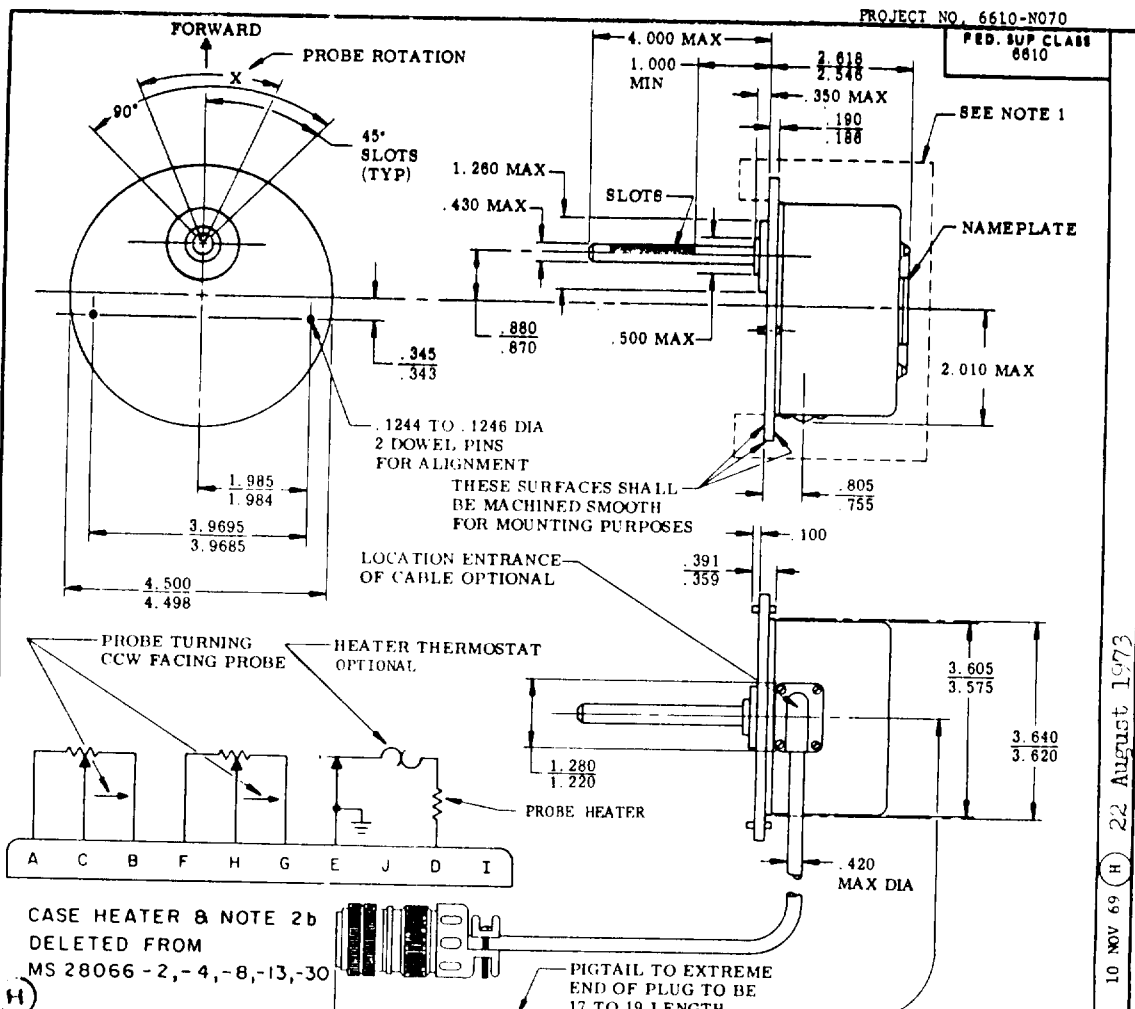 PROJECT NO. 6610-N070
FED. SUP CLASS
6610
FORWARD
PROBE ROTATION
X
90°
45°
SLOTS
(TYP)
4.000 MAX
1.000
MIN
2.618
2.546
.350 MAX
.190
.186
SEE NOTE 1
1.260 MAX
.430 MAX
SLOTS
NAMEPLATE
.880
.870
.500 MAX
2.010 MAX
.345
.343
.1244 TO .1246 DIA
2 DOWEL PINS
FOR ALIGNMENT
1.985
1.984
3.9695
3.9685
4.500
4.498
THESE SURFACES SHALL
BE MACHINED SMOOTH
FOR MOUNTING PURPOSES
.805
.755
.100
.391
.359
LOCATION ENTRANCE
OF CABLE OPTIONAL
PROBE TURNING
CCW FACING PROBE
HEATER THERMOSTAT
OPTIONAL
3.605
3.575
3.640
3.620
1.280
1.220
PROBE HEATER
A C B F H G E J D I
.420
MAX DIA
CASE HEATER & NOTE 2b
DELETED FROM
MS 28066-2,-4,-8,-13,-30
H
PIGTAIL TO EXTREME
END OF PLUG TO BE
17 TO 19 LENGTH
10 NOV 69 H 22 August 1973